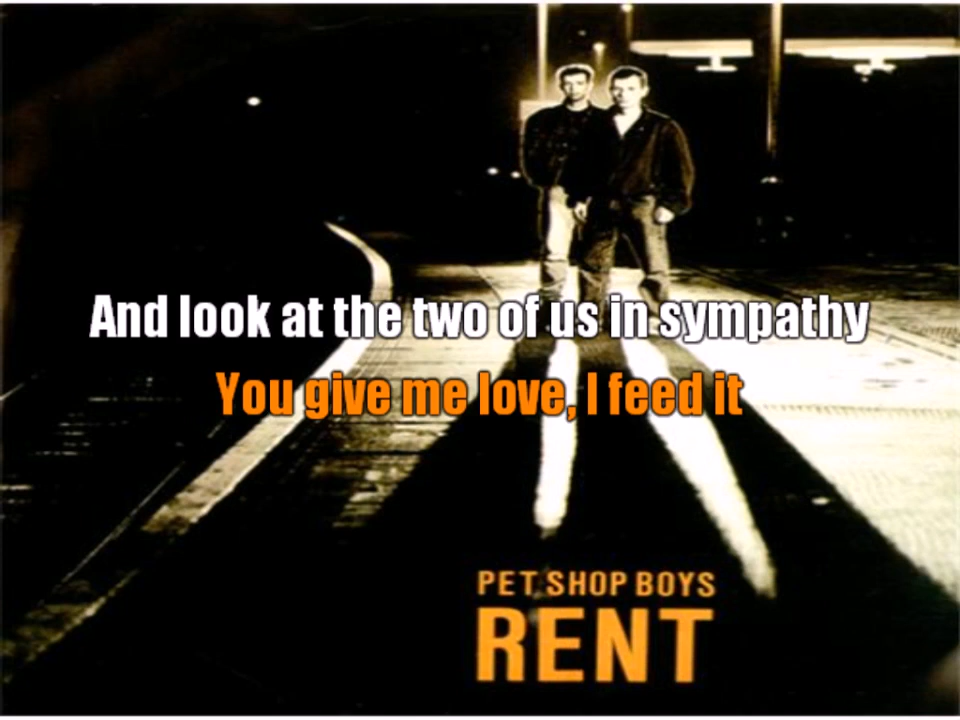 And look at the two of us in sympathy
You give me love, I feed it
PET SHOP BOYS
RENT